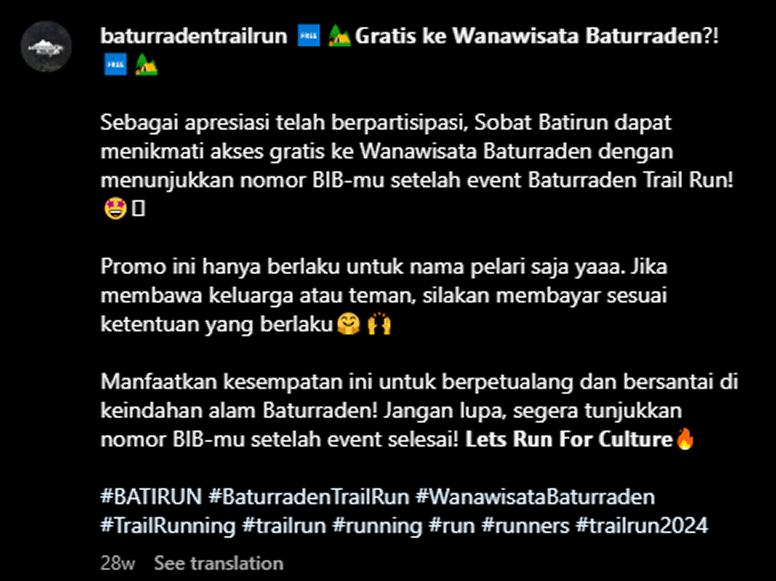 baturradentrailrun 🆓 🏕️ Gratis ke Wanawisata Baturraden?!
🆓 🏕️
Sebagai apresiasi telah berpartisipasi, Sobat Batirun dapat
menikmati akses gratis ke Wanawisata Baturraden dengan
menunjukkan nomor BIB-mu setelah event Baturraden Trail Run!
🤩
Promo ini hanya berlaku untuk nama pelari saja yaaa. Jika
membawa keluarga atau teman, silakan membayar sesuai
ketentuan yang berlaku🤗 🙌
Manfaatkan kesempatan ini untuk berpetualang dan bersantai di
keindahan alam Baturraden! Jangan lupa, segera tunjukkan
nomor BIB-mu setelah event selesai! Lets Run For Culture🔥
#BATIRUN #BaturradenTrailRun #WanawisataBaturraden
#TrailRunning #trailrun #running #run #runners #trailrun2024
28w See translation